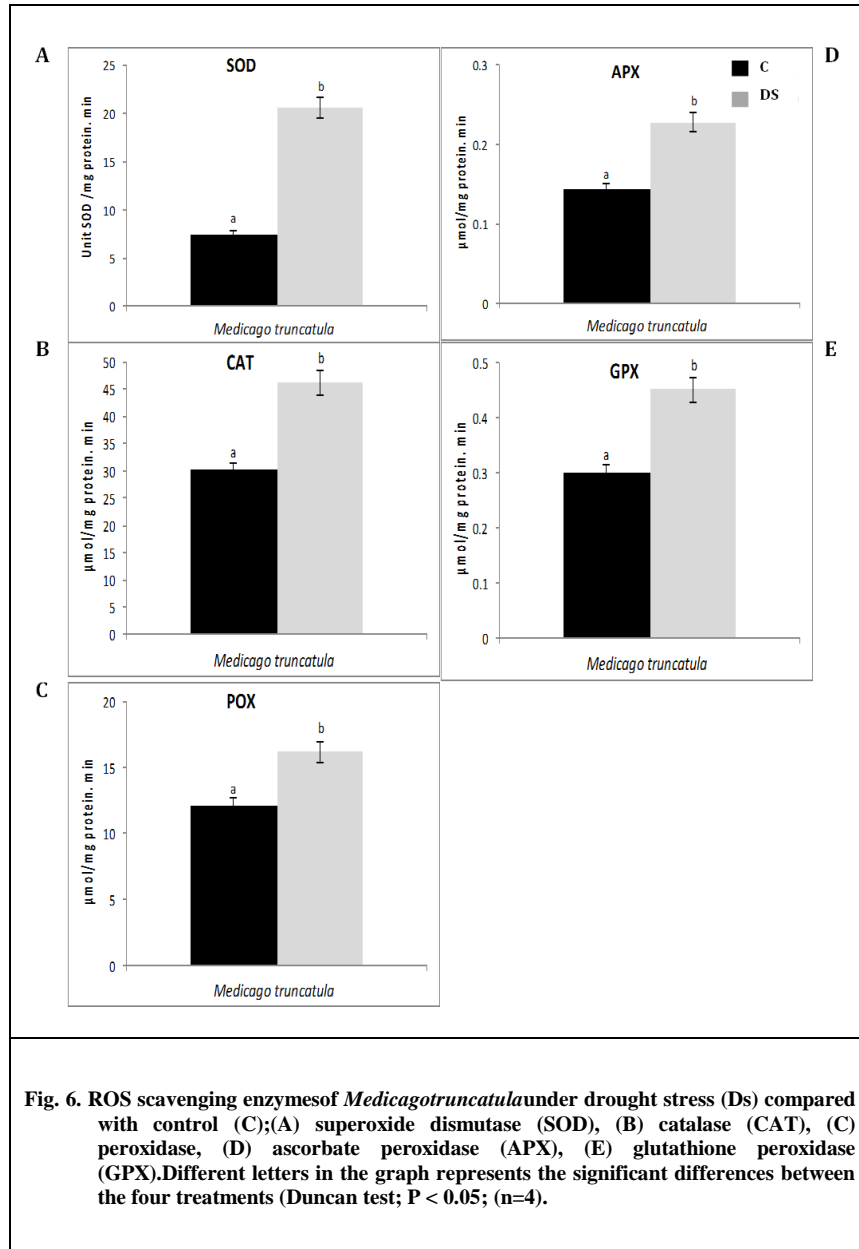 A
SOD
Unit SOD /mg protein. min
25
20
15
10
5
0
a
b
Medicago truncatula
D
APX
C
DS
µmol/mg protein. min
0.3
0.2
0.1
0
a
b
Medicago truncatula
B
CAT
µmol/mg protein. min
50
45
40
35
30
25
20
15
10
5
0
a
b
Medicago truncatula
E
GPX
µmol/mg protein. min
0.5
0.4
0.3
0.2
0.1
0
a
b
Medicago truncatula
C
POX
µmol/mg protein. min
20
15
10
5
0
a
b
Medicago truncatula
Fig. 6. ROS scavenging enzymesof Medicagotruncatulaunder drought stress (Ds) compared
with control (C);(A) superoxide dismutase (SOD), (B) catalase (CAT), (C)
peroxidase, (D) ascorbate peroxidase (APX), (E) glutathione peroxidase
(GPX).Different letters in the graph represents the significant differences between
the four treatments (Duncan test; P < 0.05; (n=4).